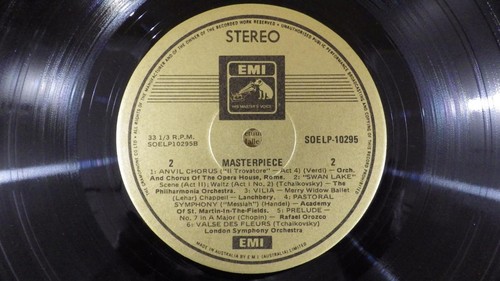 STEREO
EMI
HIS MASTER'S VOICE
33 1/3 R.P.M.
SOELP10295B
SOELP-10295
2 MASTERPIECE 2
1: ANVIL CHORUS ("Il Trovatore" — Act 4) (Verdi) — Orch.
And Chorus Of The Opera House, Rome. 2: "SWAN LAKE"
Scene (Act II); Waltz (Act I No. 2) (Tchaikovsky) — The
Philharmonia Orchestra. 3: VILIA — Merry Widow Ballet
(Lehar) Chappel — Lanchbery. 4: PASTORAL
SYMPHONY ("Messiah") (Handel) — Academy
Of St. Martin-In-The-Fields. 5: PRELUDE —
No. 7 in A Major (Chopin) — Rafael Orozco
6: VALSE DES FLEURS (Tchaikovsky)
London Symphony Orchestra
EMI